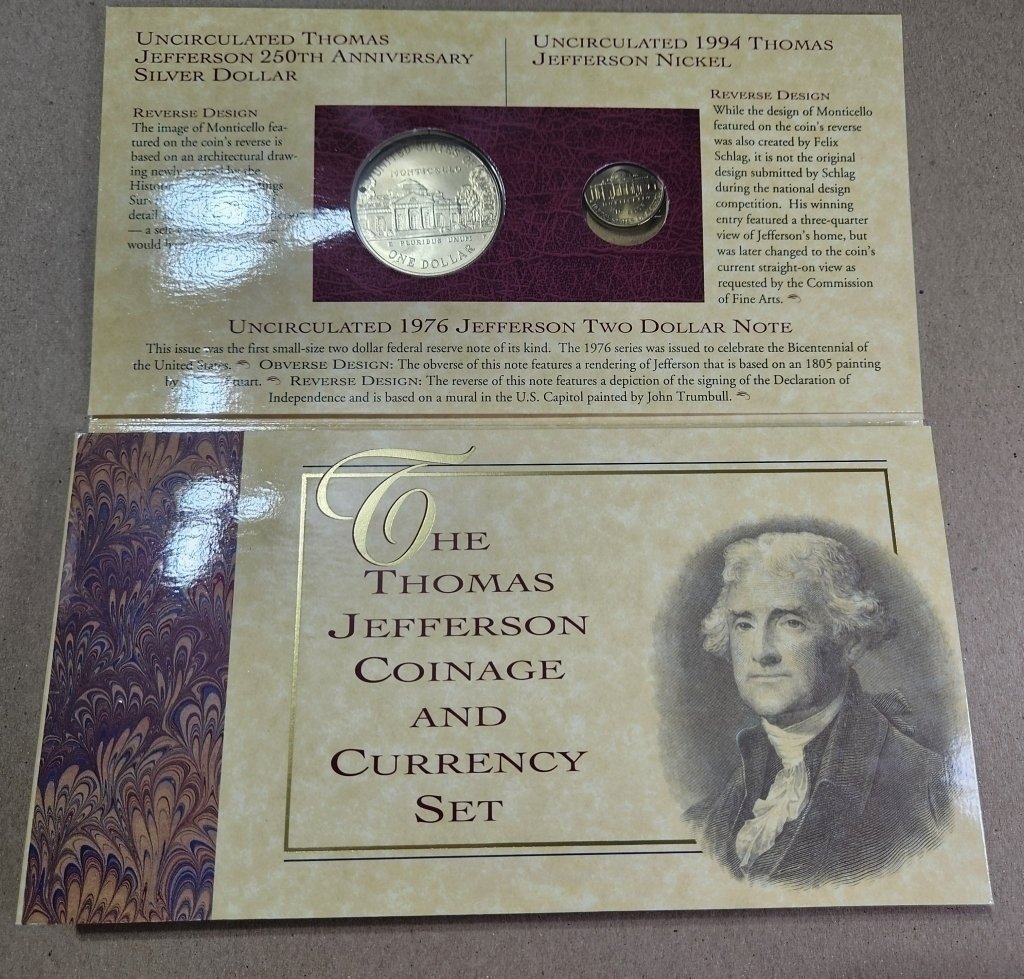 UNCIRCULATED THOMAS
JEFFERSON 250TH ANNIVERSARY
SILVER DOLLAR
REVERSE DESIGN
The image of Monticello fea-
tured on the coin's reverse is
based on an architectural draw-
ing newly by the
detail
— a
would
UNCIRCULATED 1994 THOMAS
JEFFERSON NICKEL
REVERSE DESIGN
While the design of Monticello
featured on the coin's reverse
was also created by Felix
Schlag, it is not the original
design submitted by Schlag
during the national design
competition. His winning
entry featured a three-quarter
view of Jefferson's home, but
was later changed to the coin's
current straight-on view as
requested by the Commission
of Fine Arts.
MONTICELLO
E PLURIBUS UNUM
ONE DOLLAR
UNCIRCULATED 1976 JEFFERSON TWO DOLLAR NOTE
This issue was the first small-size two dollar federal reserve note of its kind. The 1976 series was issued to celebrate the Bicentennial of
the United States. OBVERSE DESIGN: The obverse of this note features a rendering of Jefferson that is based on an 1805 painting
by REVERSE DESIGN: The reverse of this note features a depiction of the signing of the Declaration of
Independence and is based on a mural in the U.S. Capitol painted by John Trumbull.
THE
THOMAS
JEFFERSON
COINAGE
AND
CURRENCY
SET